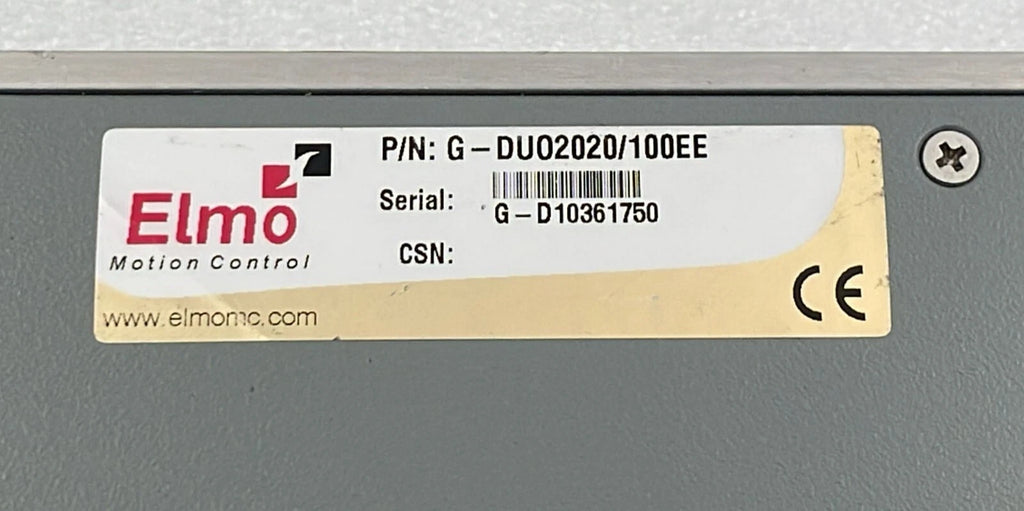 Elmo
Motion Control
www.elmomc.com
P/N: G-DUO2020/100EE
Serial:
G-D10361750
CSN:
CE